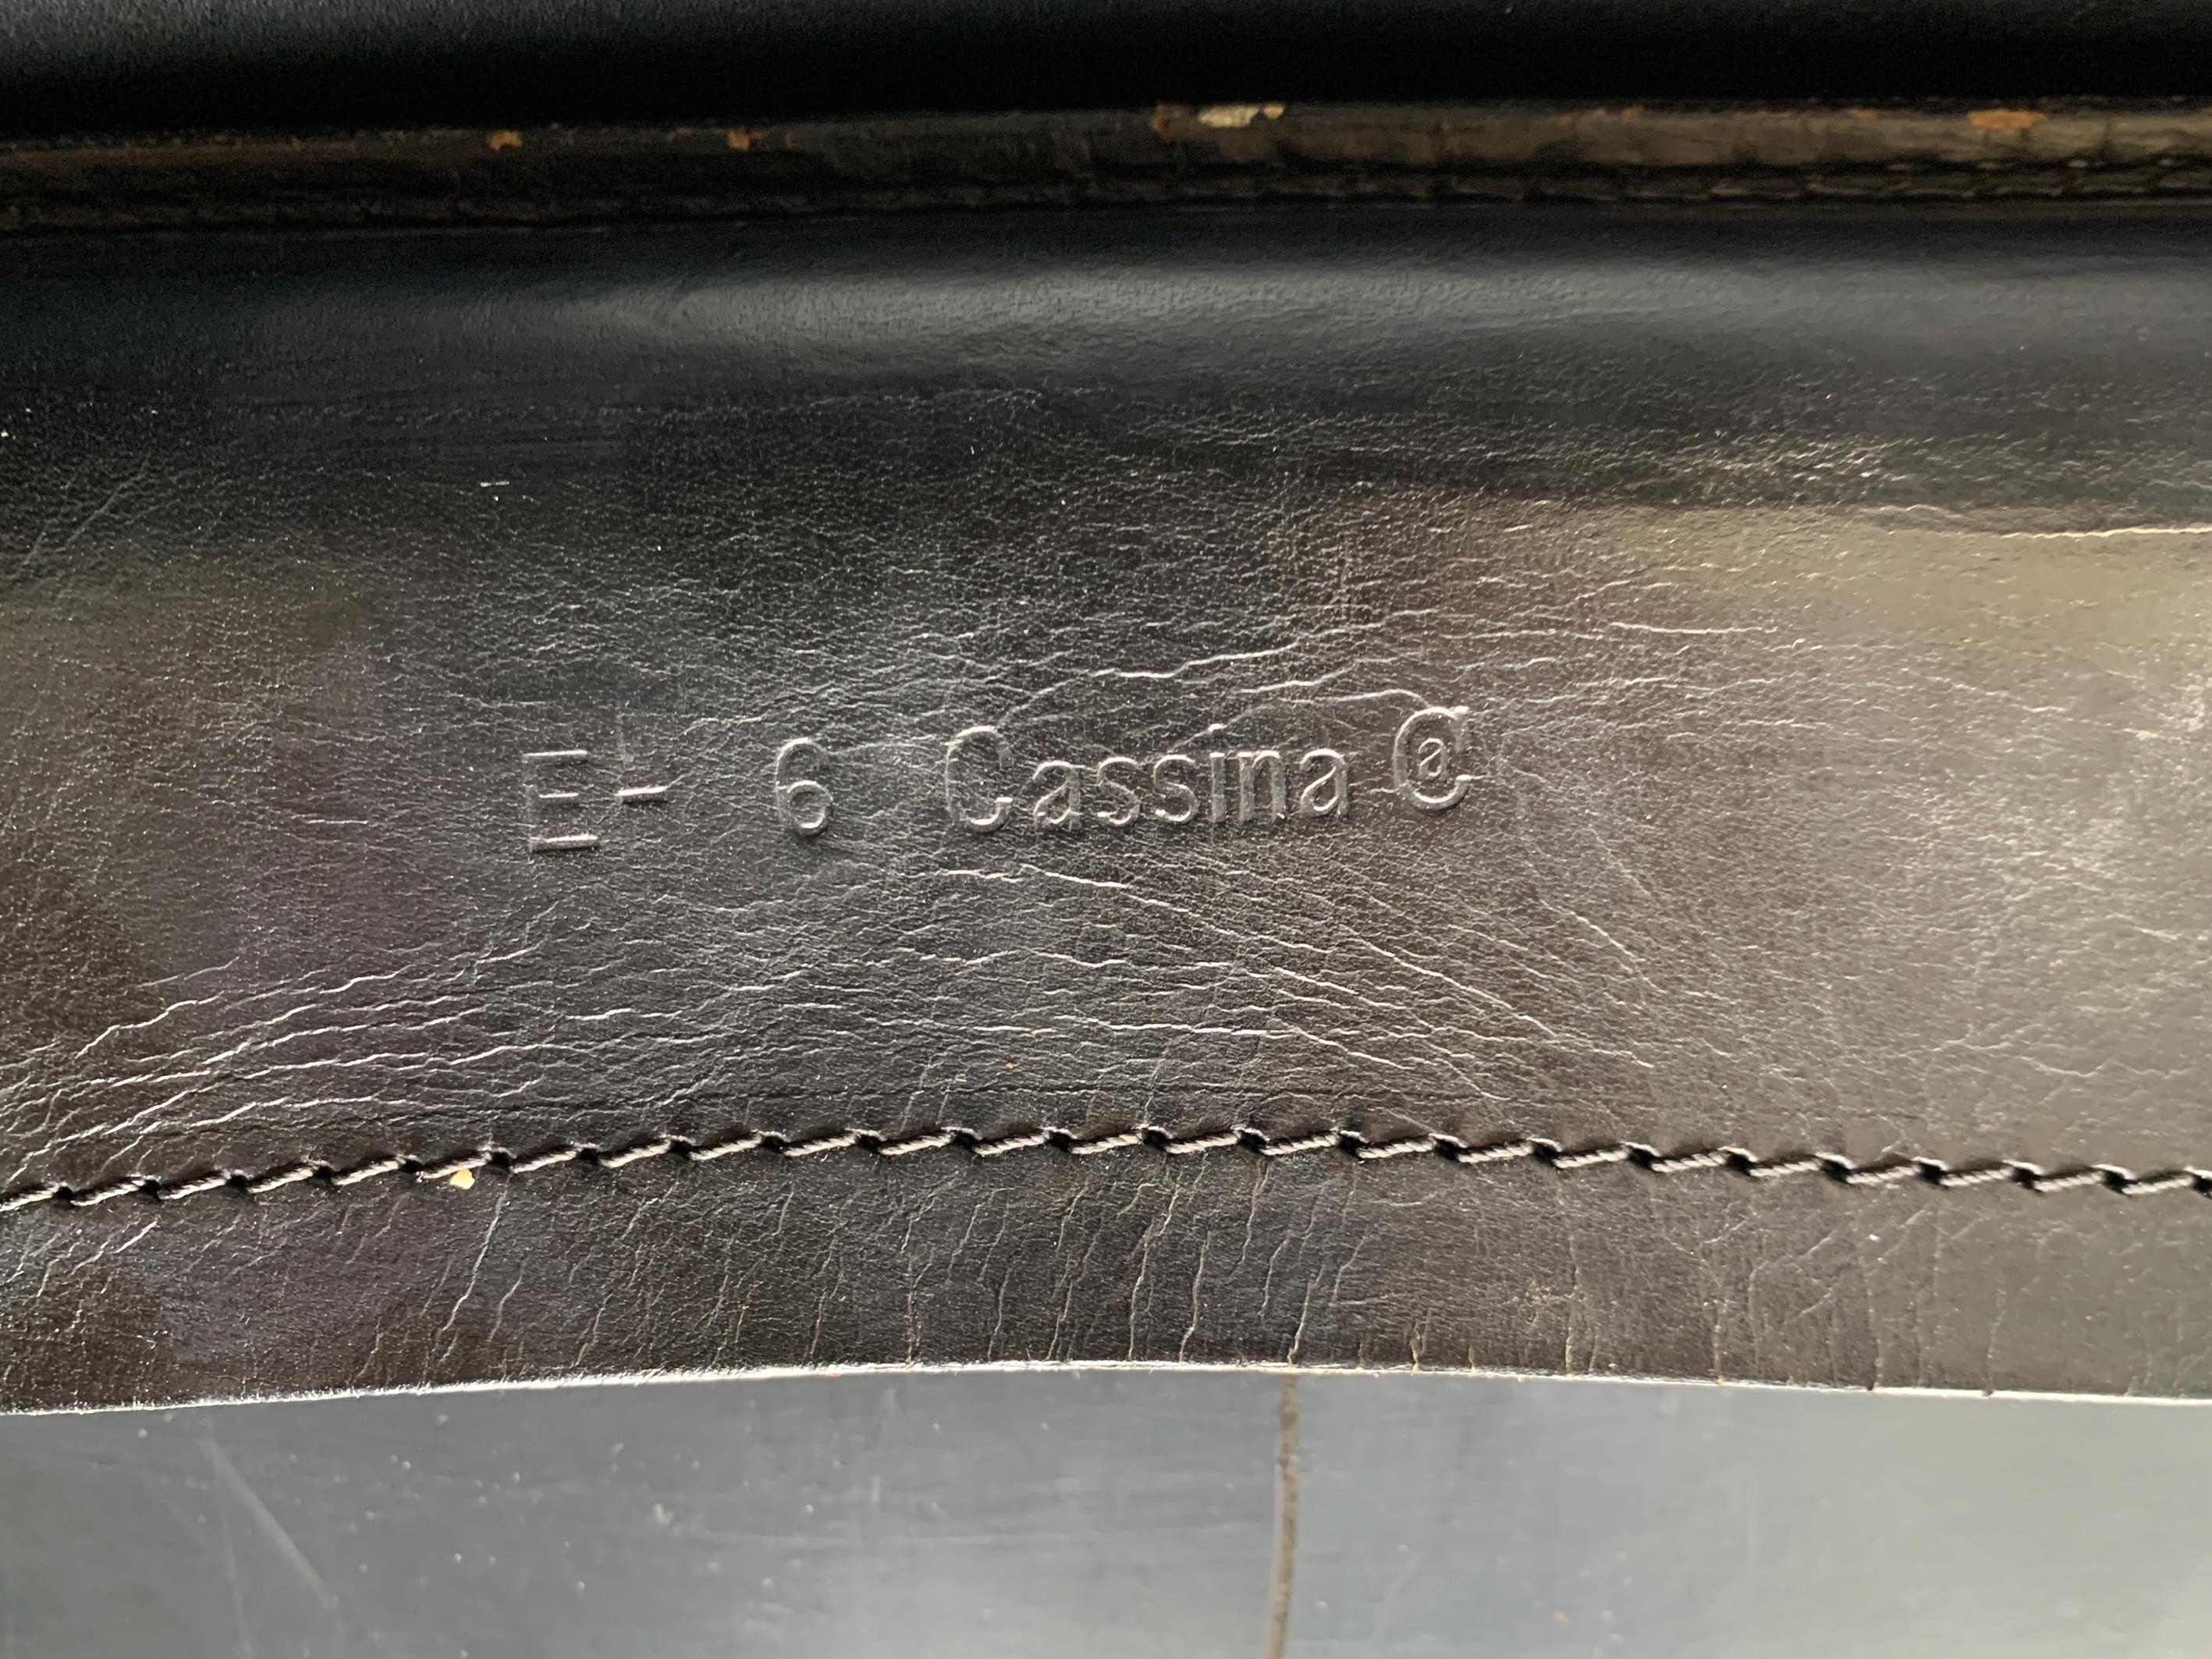 E- 6 Cassina @